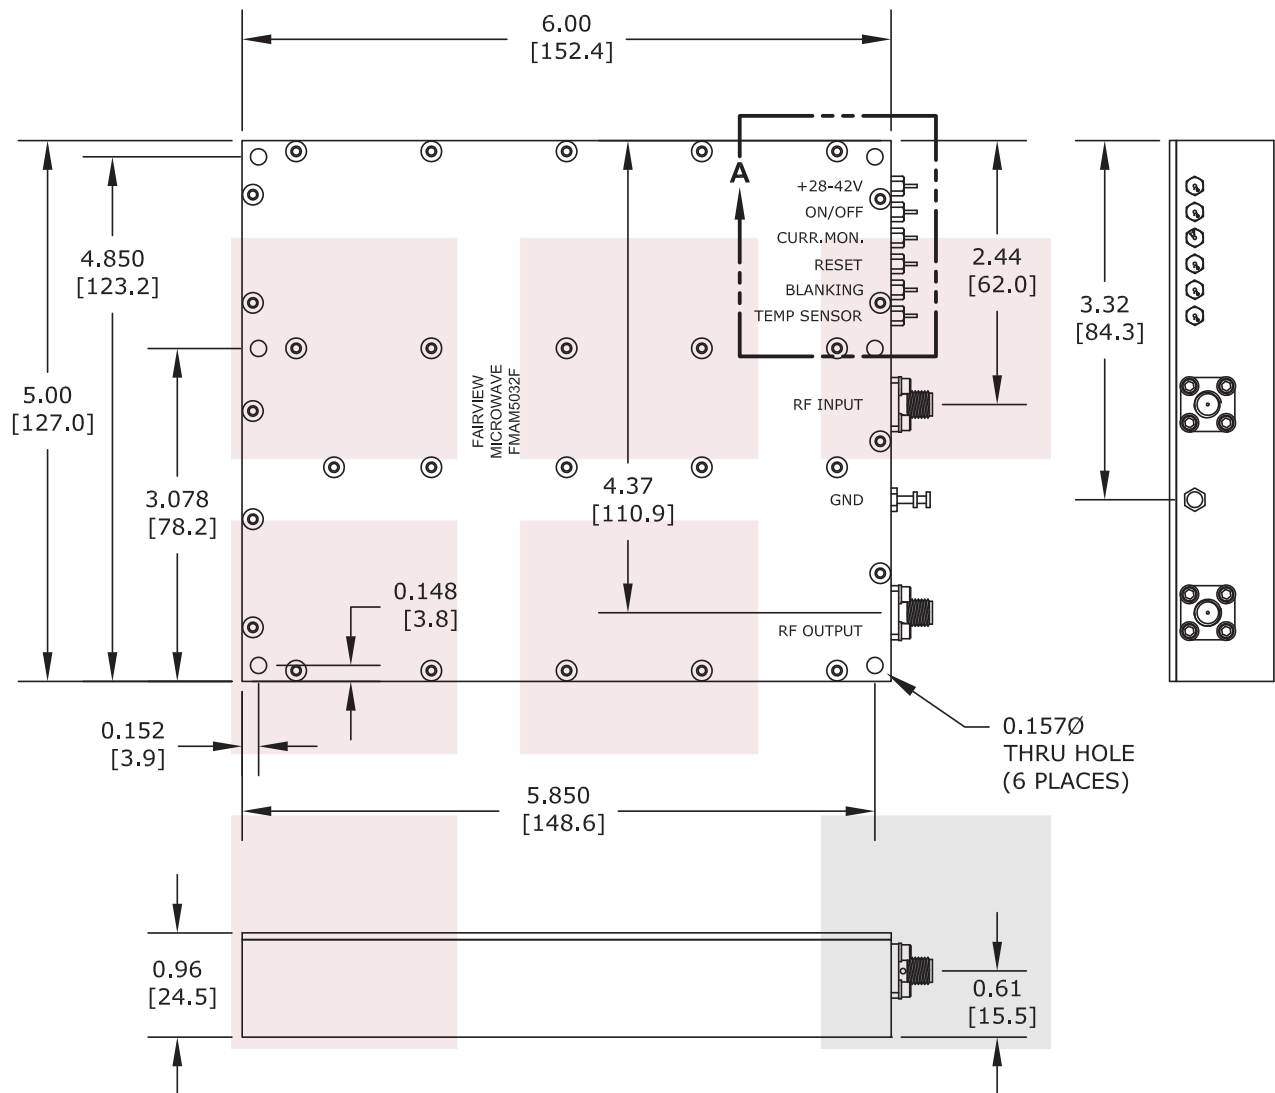 6.00
[152.4]
A
+28-42V
ON/OFF
CURR.MON.
RESET
BLANKING
TEMP SENSOR
2.44
[62.0]
3.32
[84.3]
4.850
[123.2]
5.00
[127.0]
FAIRVIEW
MICROWAVE
FMAM5032F
RF INPUT
3.078
[78.2]
4.37
[110.9]
GND
0.148
[3.8]
RF OUTPUT
0.152
[3.9]
0.157Ø
THRU HOLE
(6 PLACES)
5.850
[148.6]
0.96
[24.5]
0.61
[15.5]